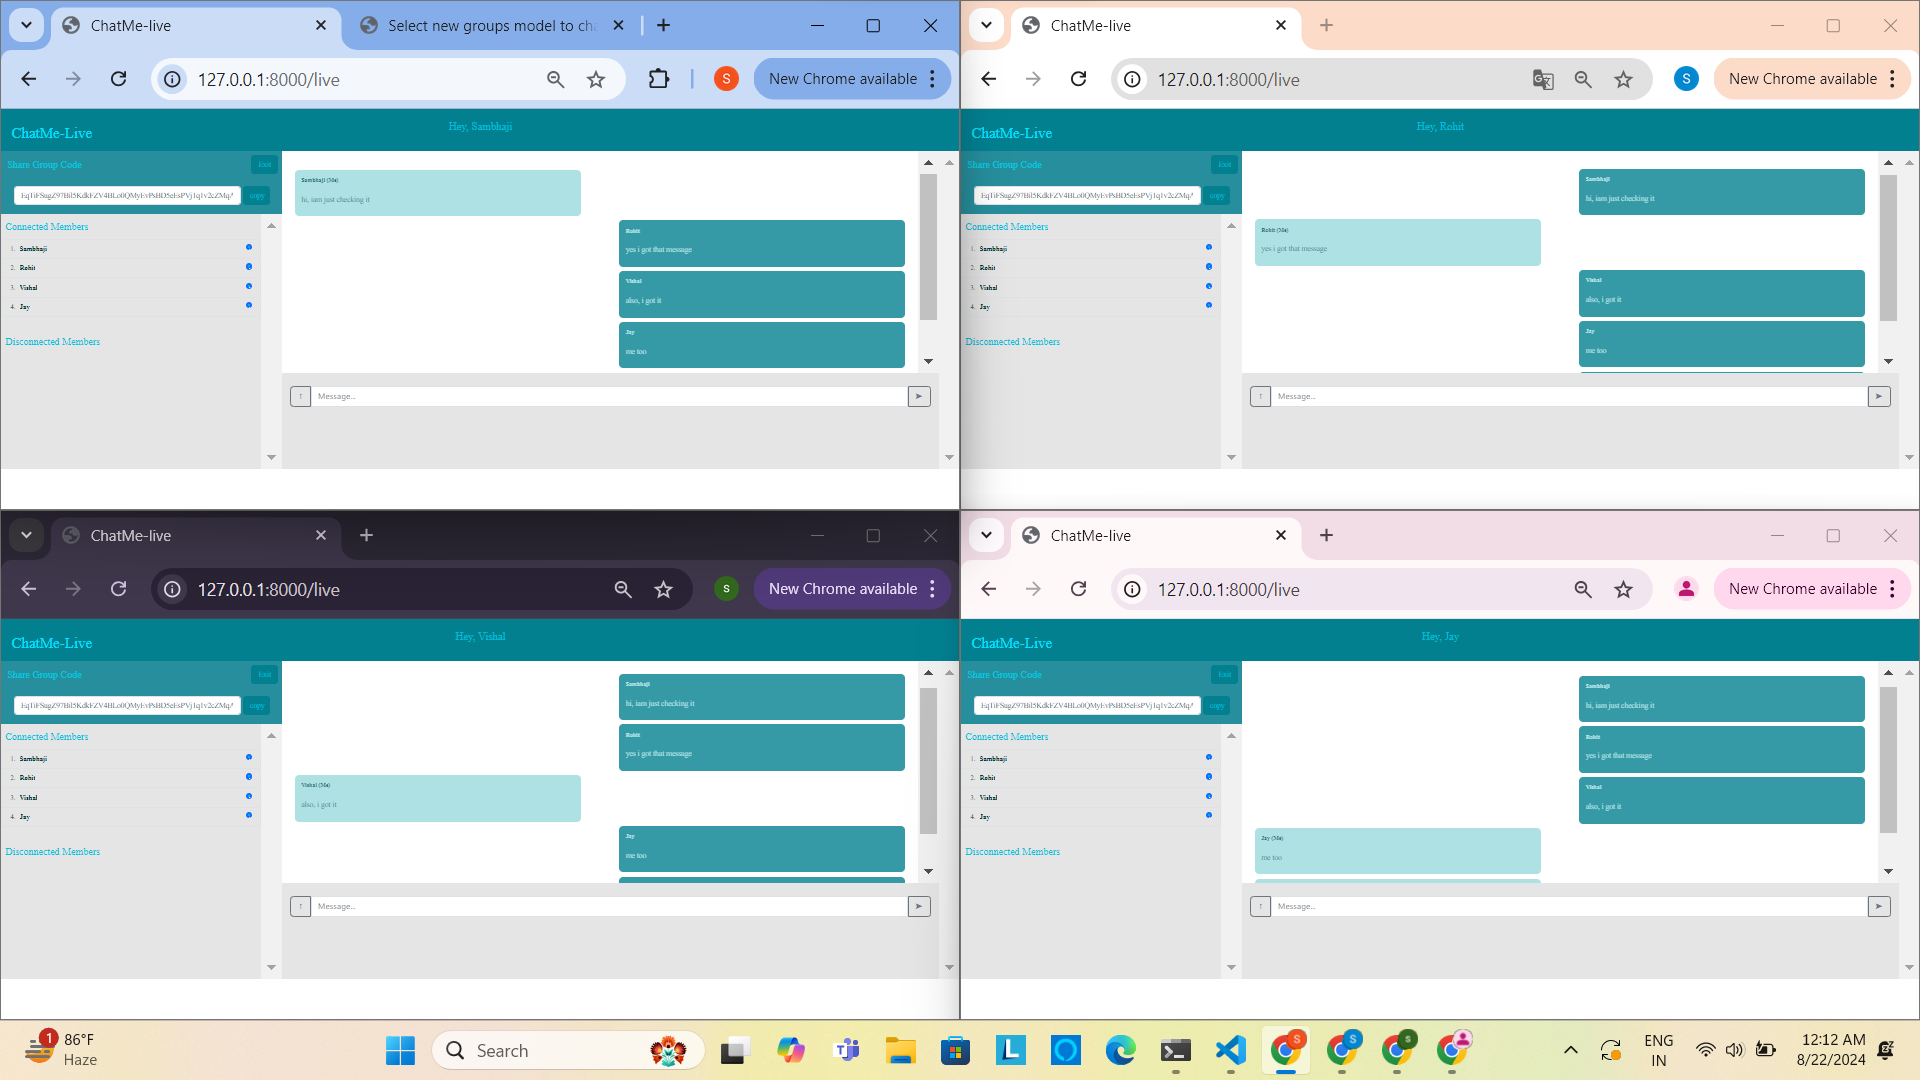 ChatMe-live
Select new groups model to cha
127.0.0.1:8000/live
S
New Chrome available
ChatMe-Live
Hey, Sambhaji
Share Group Code
Exit
copy
Connected Members
1. Sambhaji
2. Rohit
3. Vishal
4. Jay
Disconnected Members
Sambhaji (Me)
hi, iam just checking it
Rohit
yes i got that message
Vishal
also, i got it
Jay
me too
Message...
ChatMe-live
127.0.0.1:8000/live
S
New Chrome available
ChatMe-Live
Hey, Rohit
Share Group Code
Exit
copy
Connected Members
1. Sambhaji
2. Rohit
3. Vishal
4. Jay
Disconnected Members
Sambhaji
hi, iam just checking it
Rohit (Me)
yes i got that message
Vishal
also, i got it
Jay
me too
Message...
ChatMe-live
127.0.0.1:8000/live
s
New Chrome available
ChatMe-Live
Hey, Vishal
Share Group Code
Exit
copy
Connected Members
1. Sambhaji
2. Rohit
3. Vishal
4. Jay
Disconnected Members
Sambhaji
hi, iam just checking it
Rohit
yes i got that message
Vishal (Me)
also, i got it
Jay
me too
Message...
ChatMe-live
127.0.0.1:8000/live
New Chrome available
ChatMe-Live
Hey, Jay
Share Group Code
Exit
copy
Connected Members
1. Sambhaji
2. Rohit
3. Vishal
4. Jay
Disconnected Members
Sambhaji
hi, iam just checking it
Rohit
yes i got that message
Vishal
also, i got it
Jay (Me)
me too
Message...
1
86°F
Haze
Search
ENG
IN
12:12 AM
8/22/2024